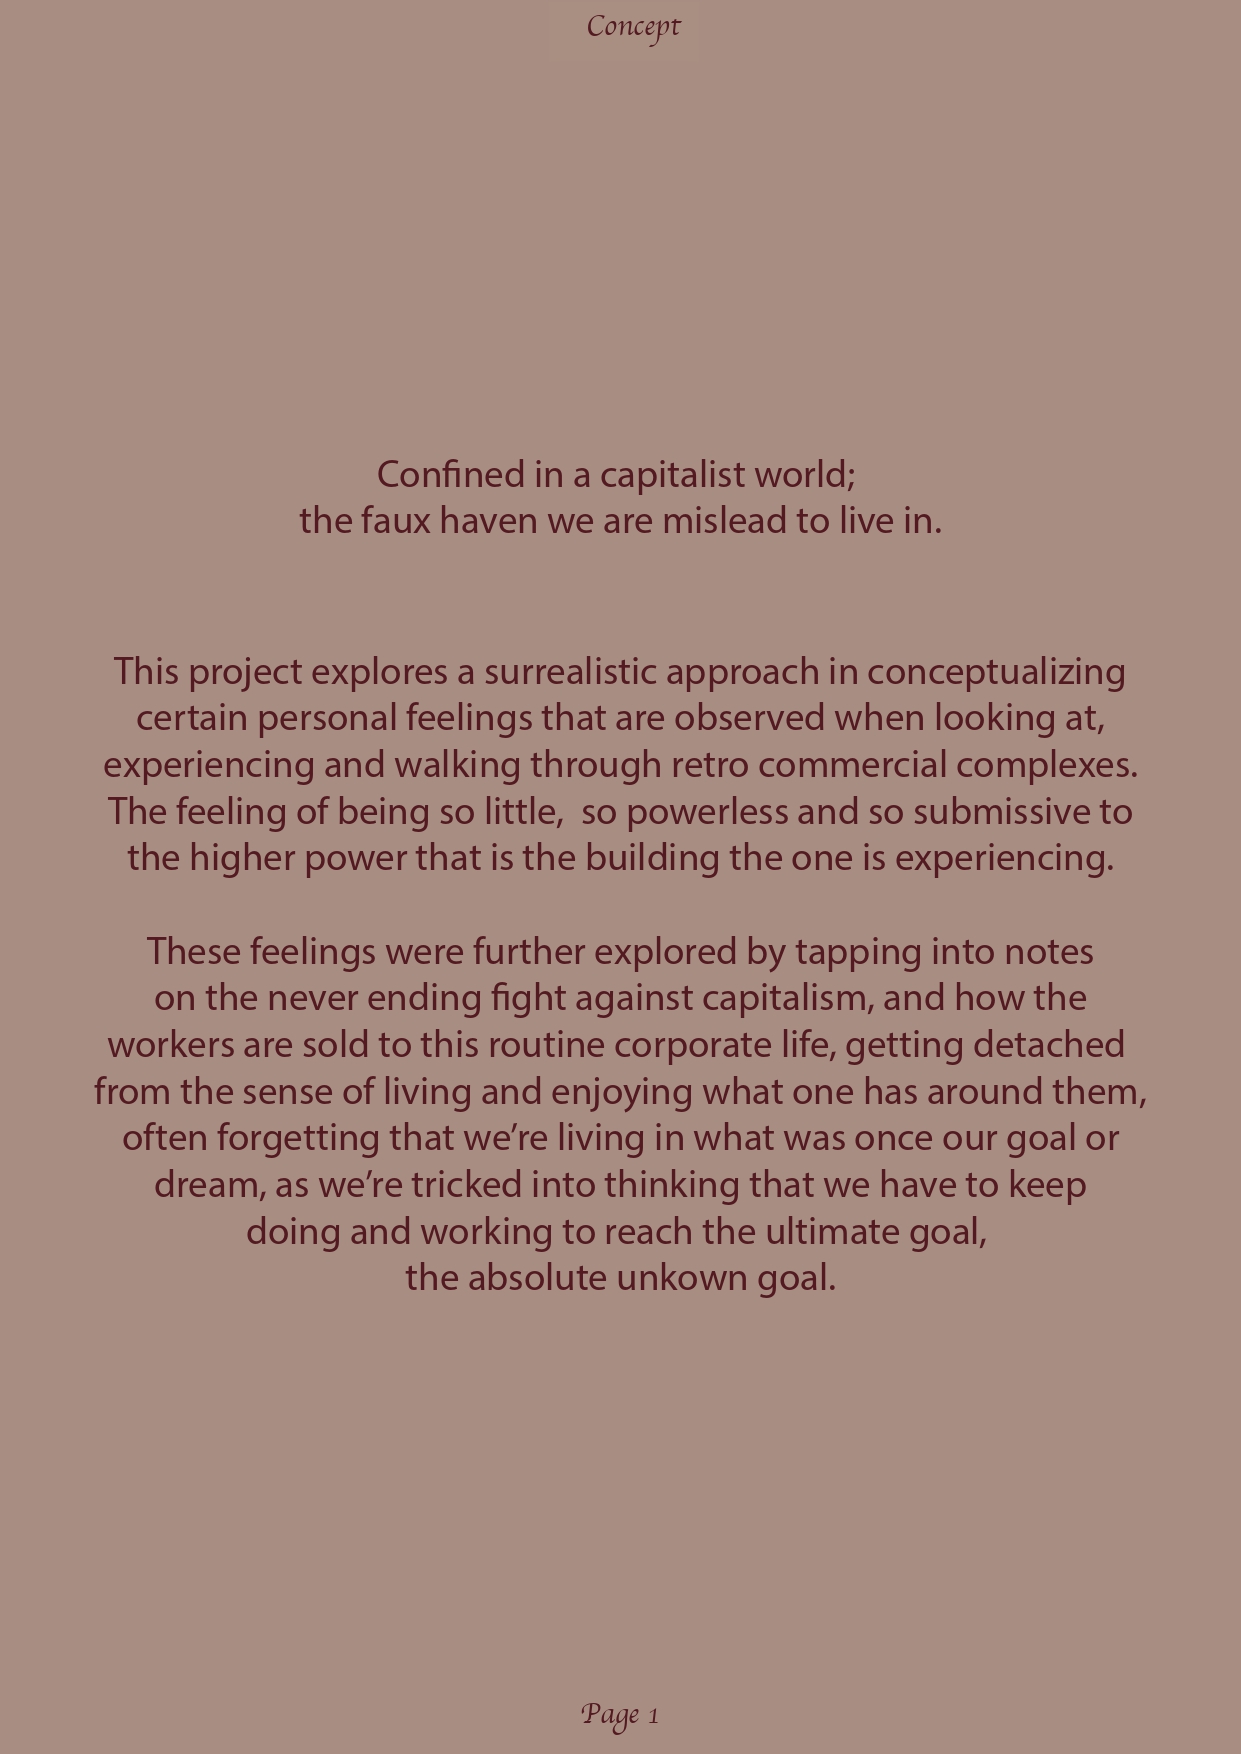 Concept
Confined in a capitalist world;
the faux haven we are mislead to live in.
This project explores a surrealistic approach in conceptualizing
certain personal feelings that are observed when looking at,
experiencing and walking through retro commercial complexes.
The feeling of being so little,  so powerless and so submissive to
the higher power that is the building the one is experiencing.
These feelings were further explored by tapping into notes
on the never ending fight against capitalism, and how the
workers are sold to this routine corporate life, getting detached
from the sense of living and enjoying what one has around them,
often forgetting that we’re living in what was once our goal or
dream, as we’re tricked into thinking that we have to keep
doing and working to reach the ultimate goal,
the absolute unkown goal.
Page 1